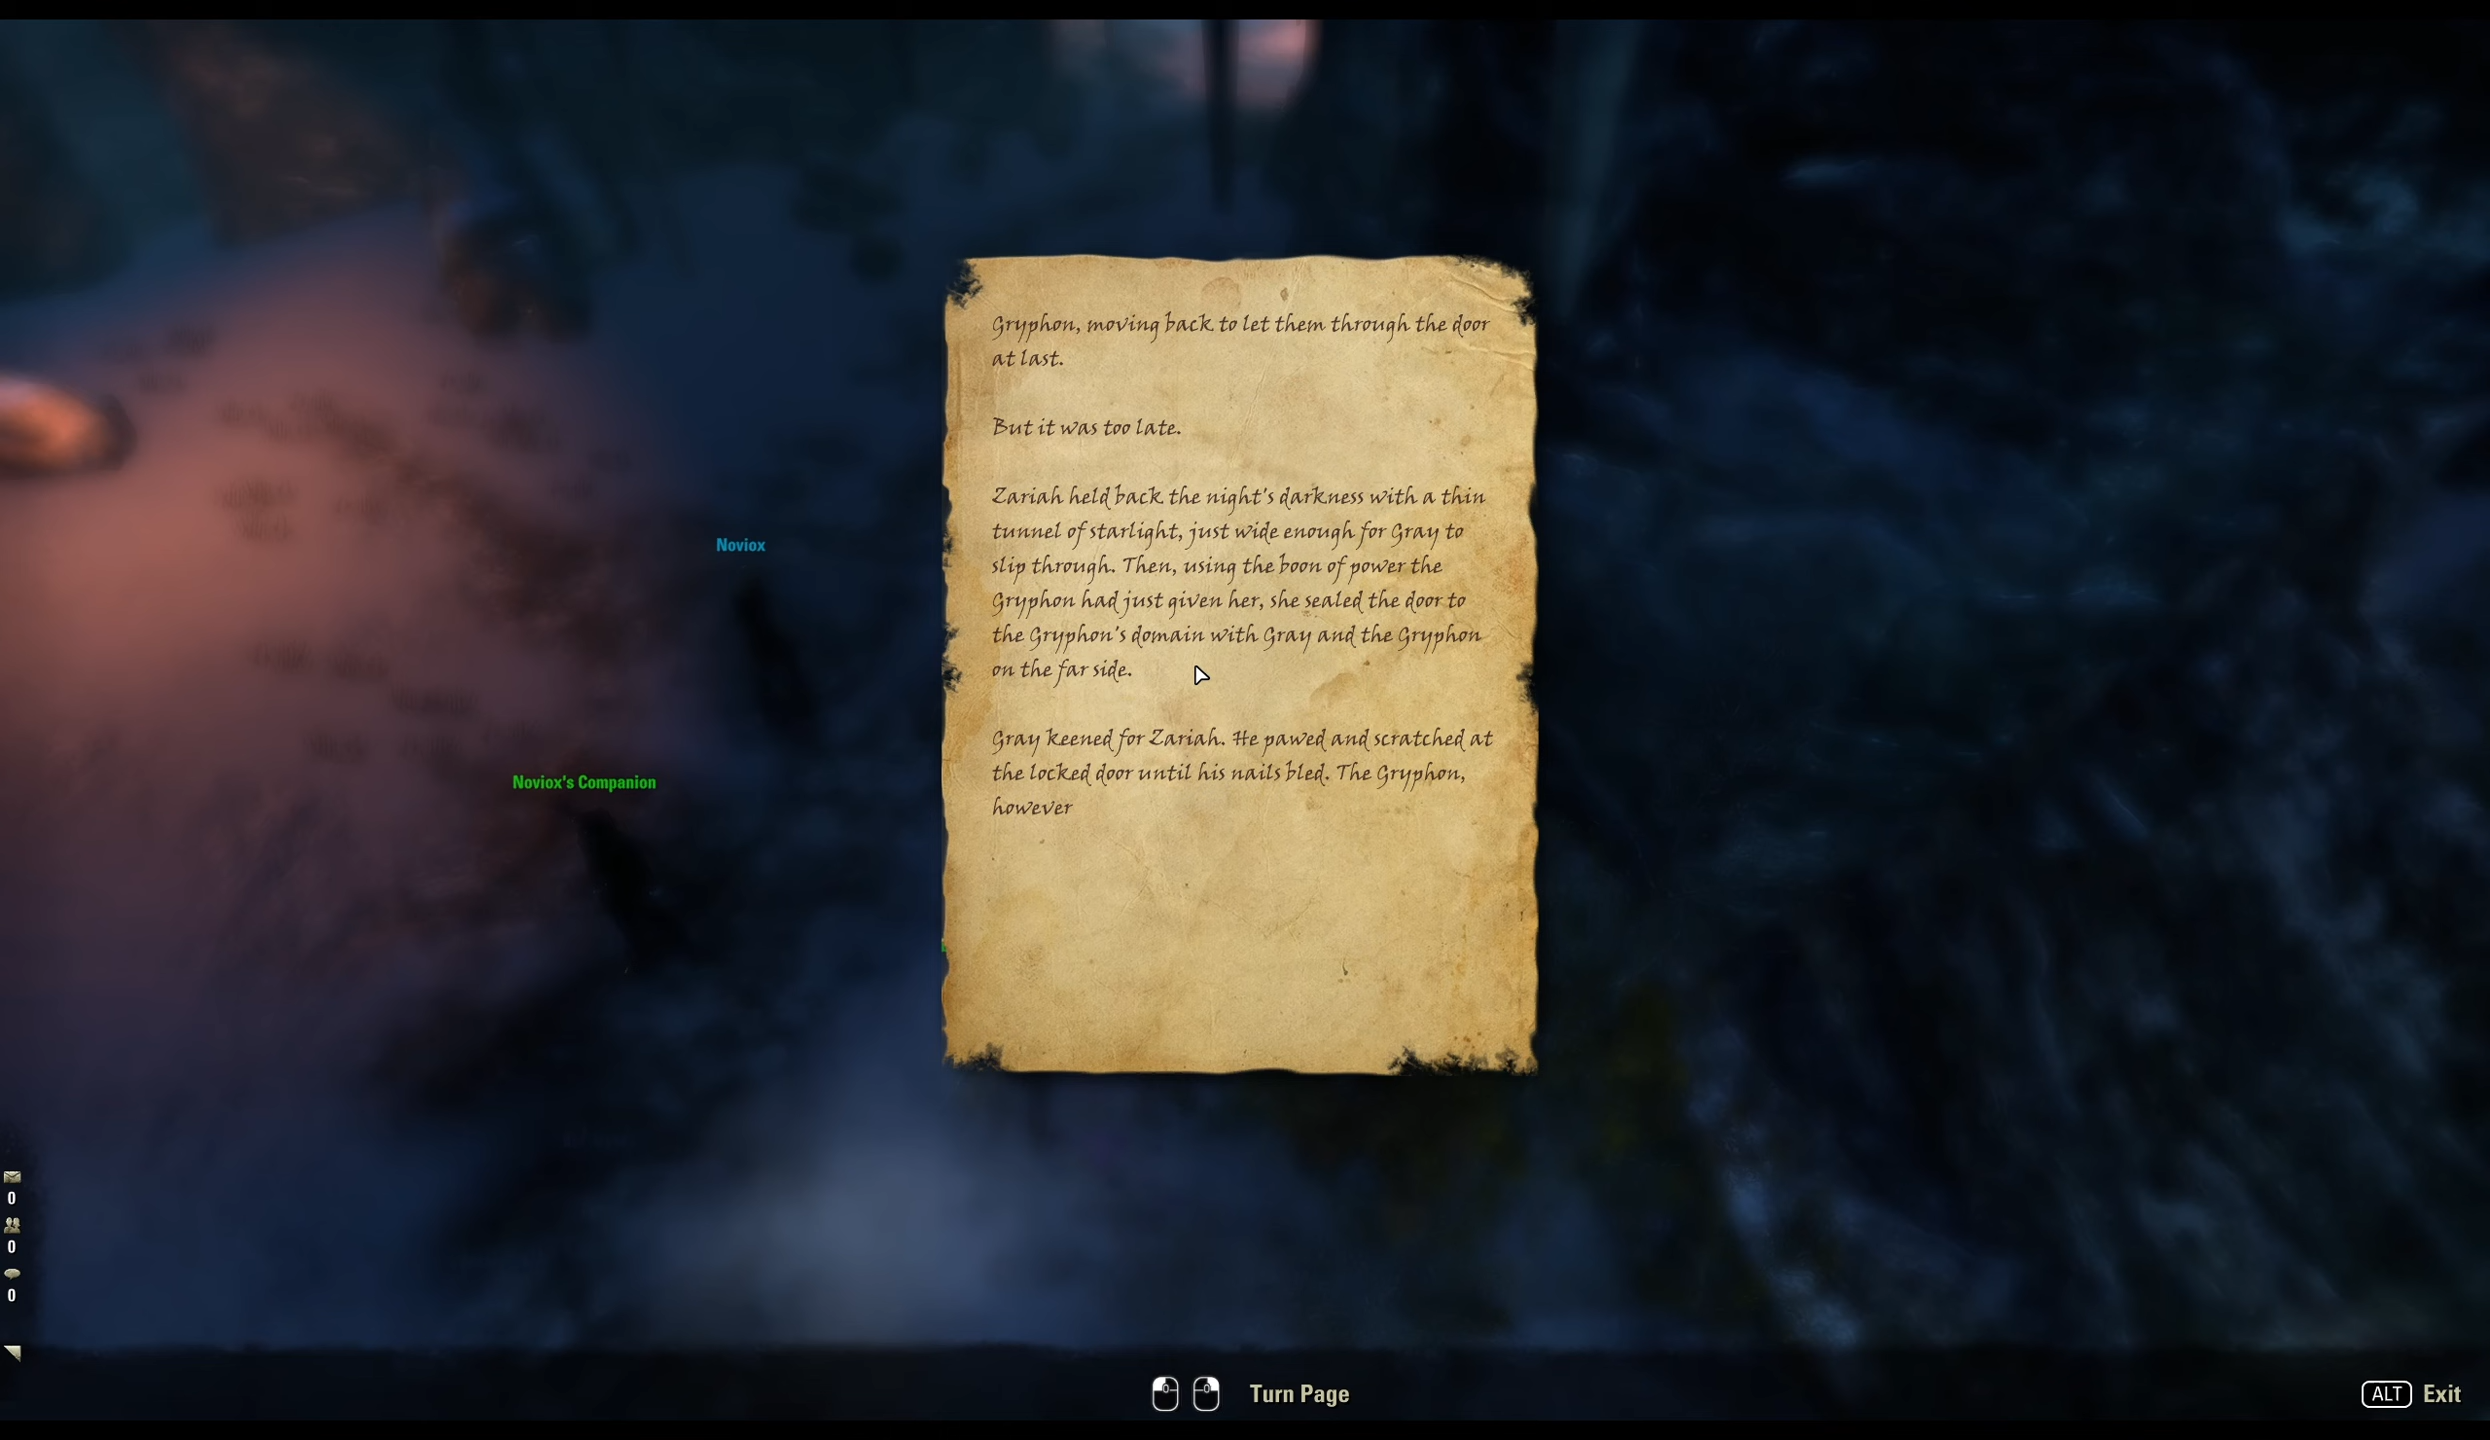 Gryphon, moving back to let them through the door
at last.
But it was too late.
Zariah held back the night's darkness with a thin
tunnel of starlight, just wide enough for Gray to
slip through. Then, using the boon of power the
Gryphon had just given her, she sealed the door to
the Gryphon's domain with Gray and the Gryphon
on the far side.
Gray keened for Zariah. He pawed and scratched at
the locked door until his nails bled. The Gryphon,
however
Noviox
Noviox's Companion
0
0
0
Turn Page
ALT Exit